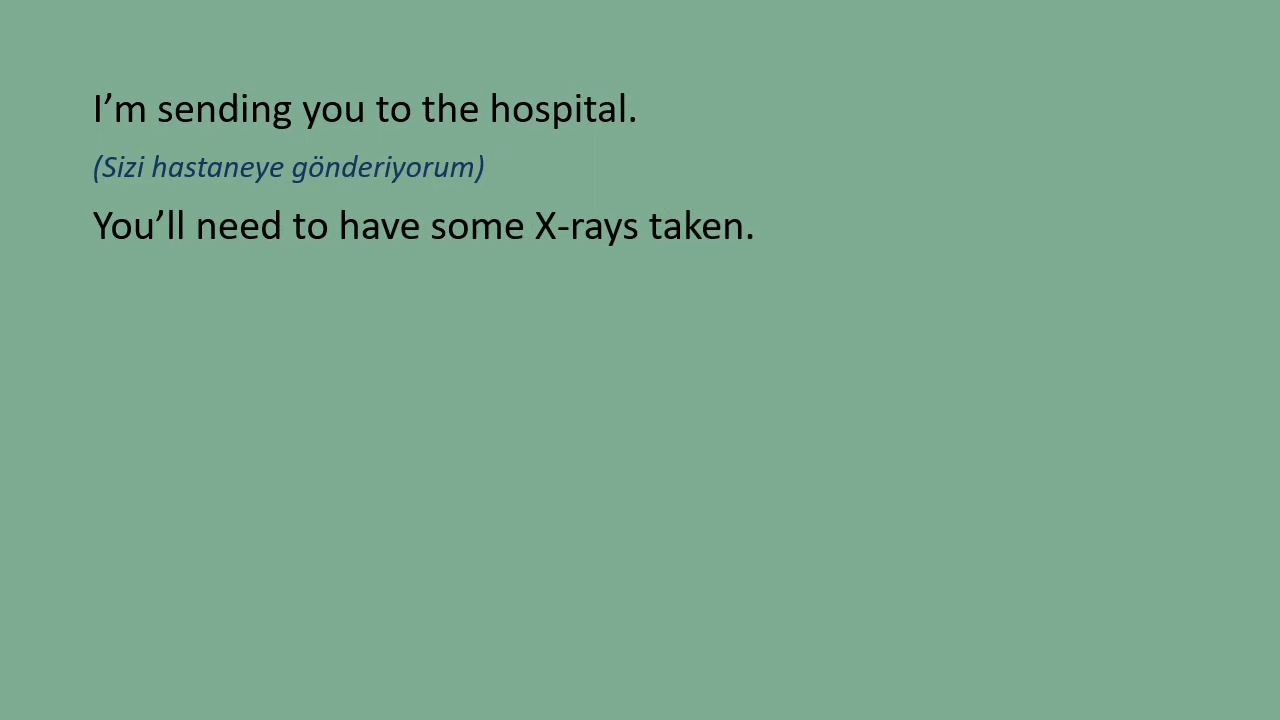 I’m sending you to the hospital.
(Sizi hastaneye gönderiyorum)
You’ll need to have some X-rays taken.